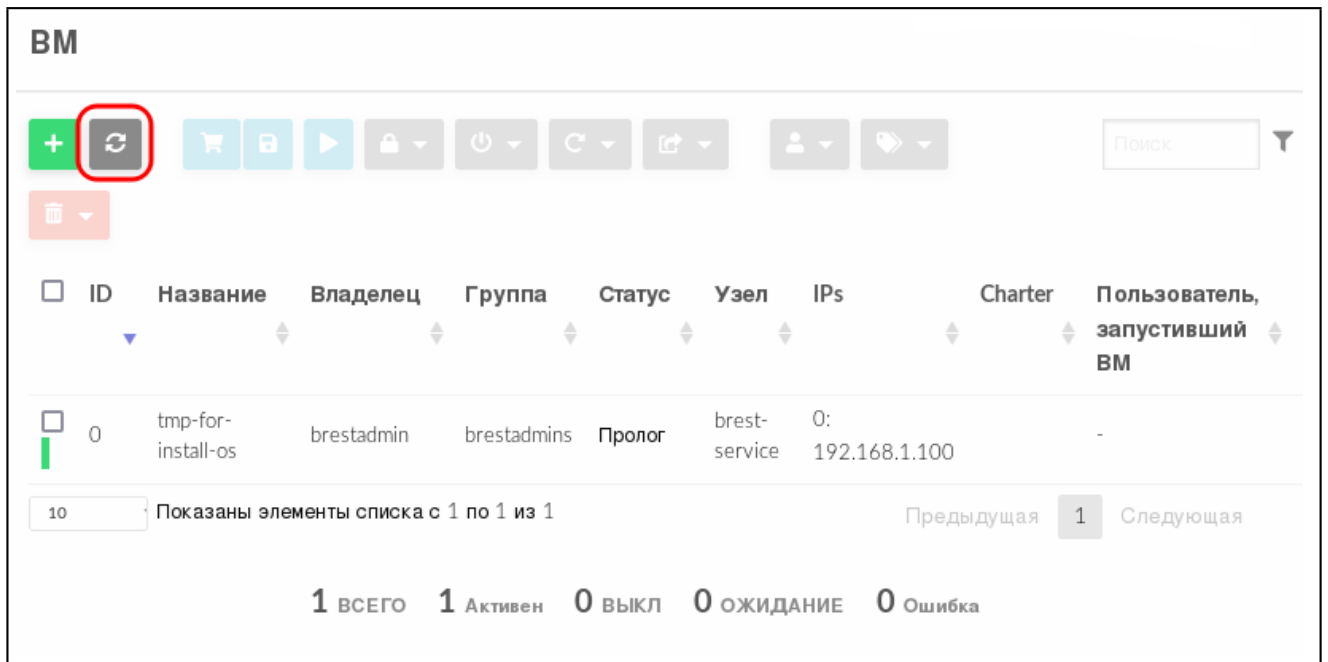 ВМ
Поиск
ID Название Владелец Группа Статус Узел IPs Charter Пользователь,
запустивший
ВМ
0 tmp-for-install-os brestadmin brestadmins Пролог brest-service 0: 192.168.1.100 -
10 Показаны элементы списка с 1 по 1 из 1 Предыдущая 1 Следующая
1 ВСЕГО 1 Активен 0 ВЫКЛ 0 ОЖИДАНИЕ 0 Ошибка